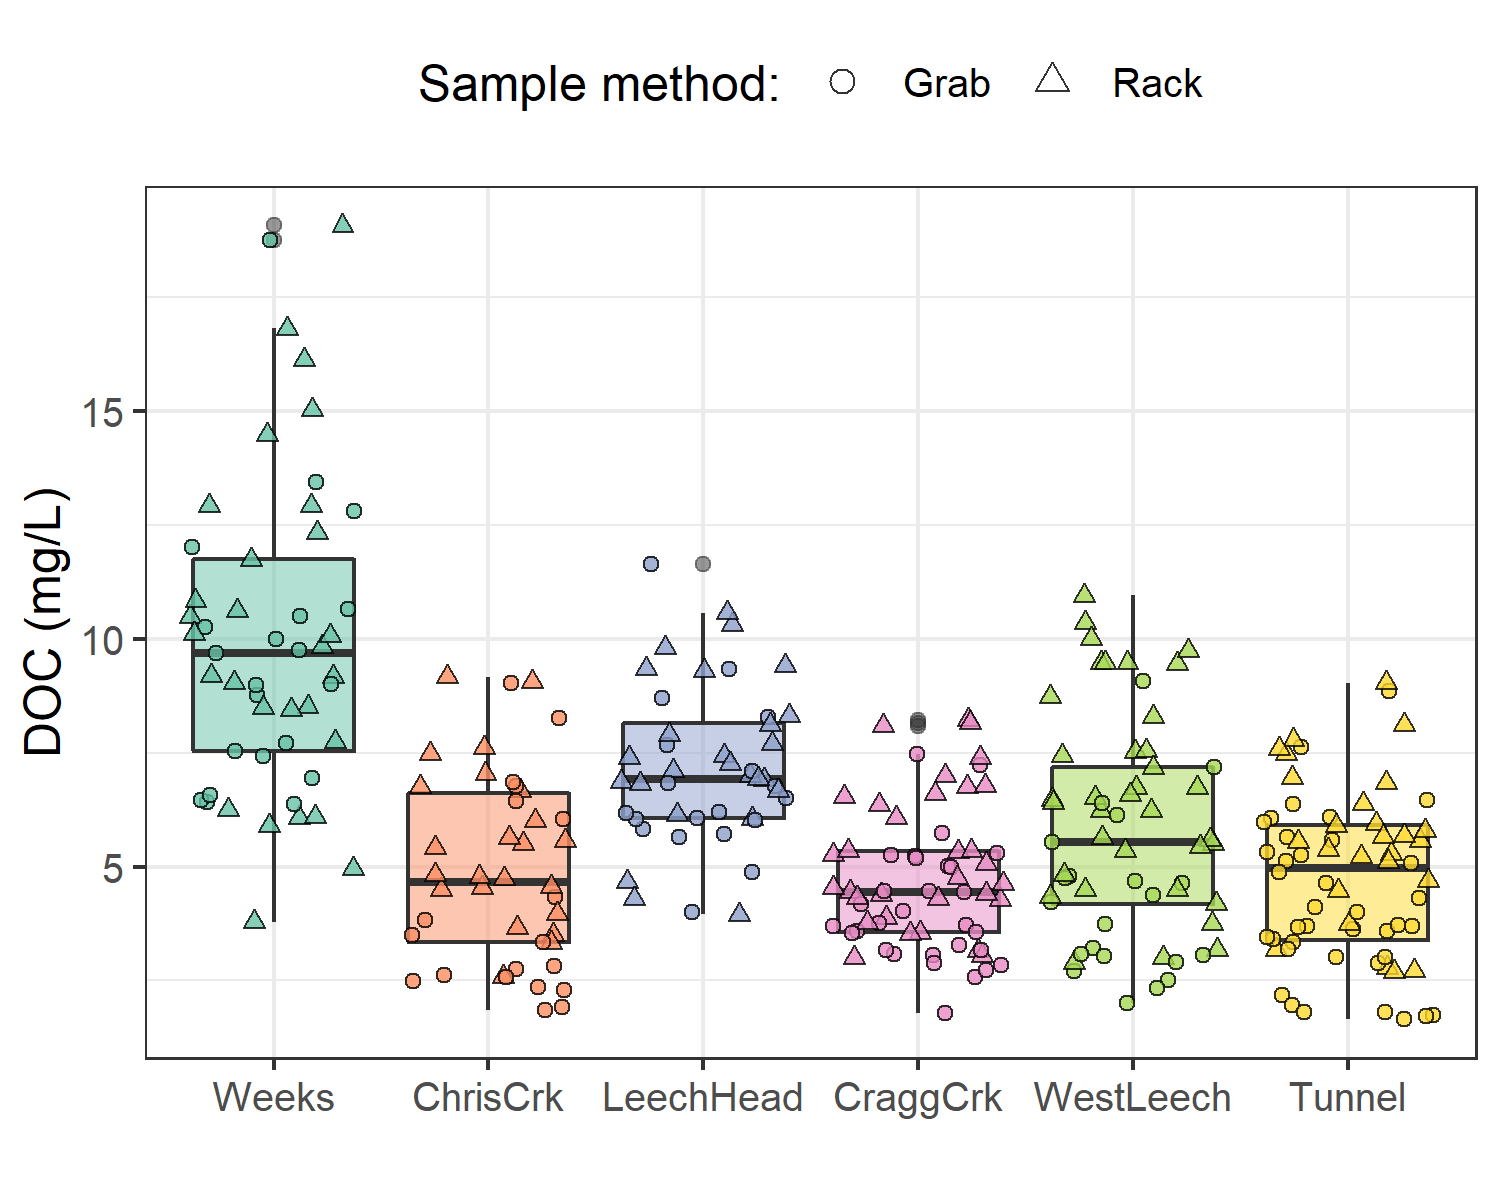 Sample method: Grab Rack
DOC (mg/L)
15
10
5
Weeks ChrisCrk LeechHead CraggCrk WestLeech Tunnel